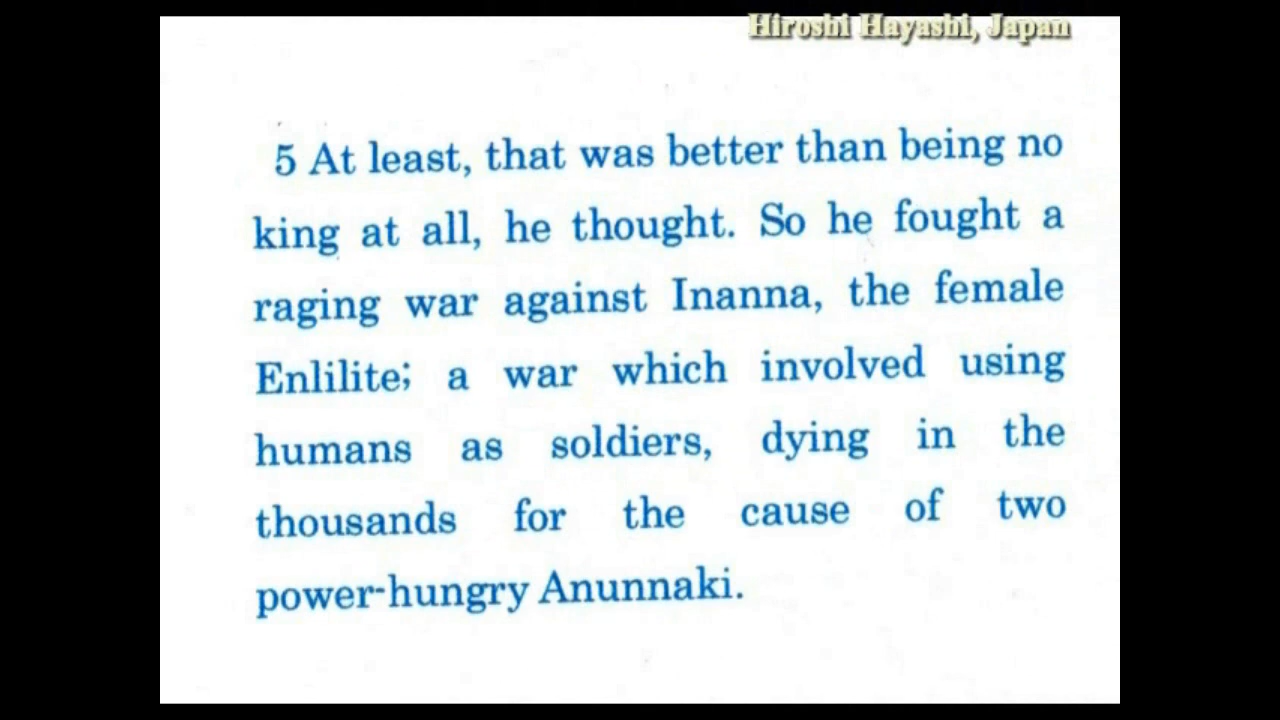 Hiroshi Hayashi, Japan
5 At least, that was better than being no
king at all, he thought. So he fought a
raging war against Inanna, the female
Enlilite; a war which involved using
humans as soldiers, dying in the
thousands for the cause of two
power-hungry Anunnaki.